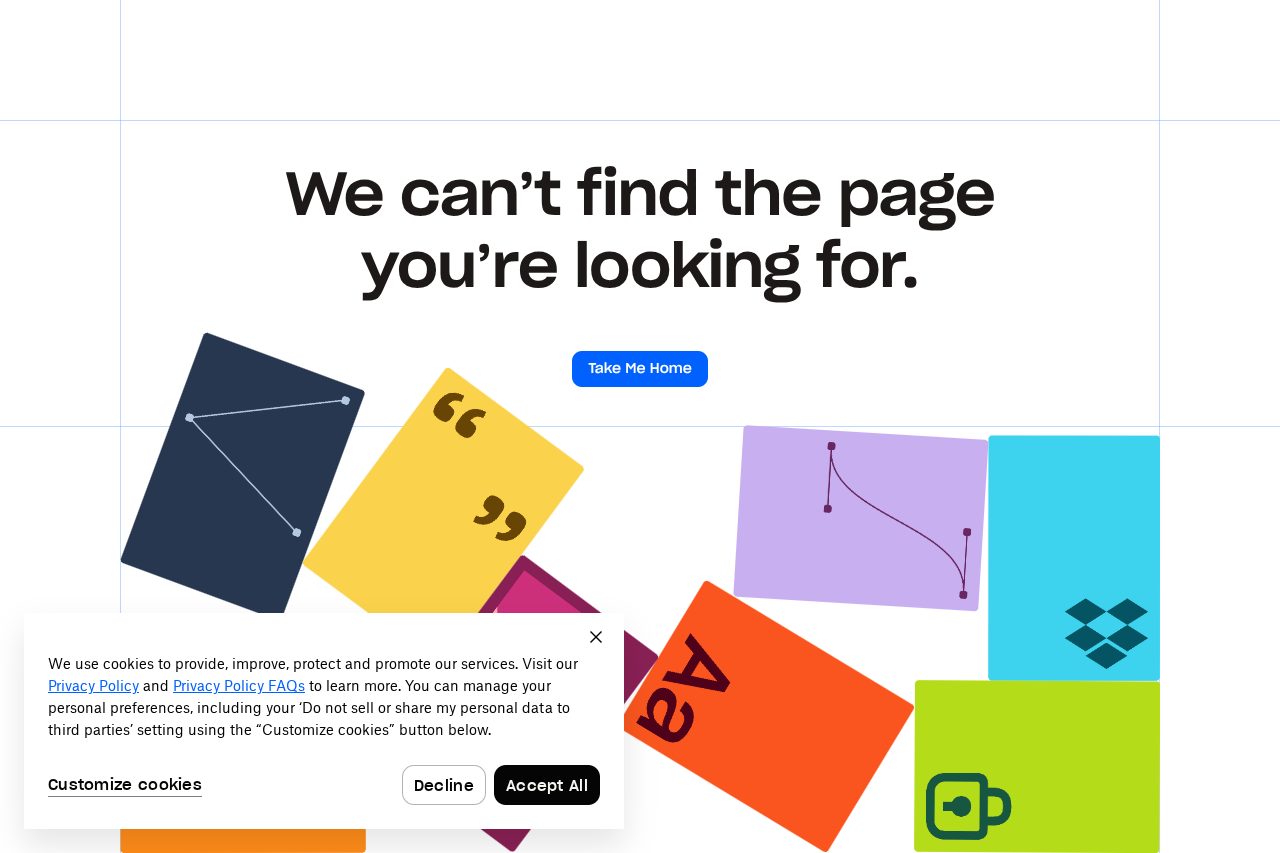 We can’t find the page
you’re looking for.
Take Me Home
“
”
Aa
We use cookies to provide, improve, protect and promote our services. Visit our
Privacy Policy and Privacy Policy FAQs to learn more. You can manage your
personal preferences, including your ‘Do not sell or share my personal data to
third parties’ setting using the “Customize cookies” button below.
Customize cookies
Decline
Accept All